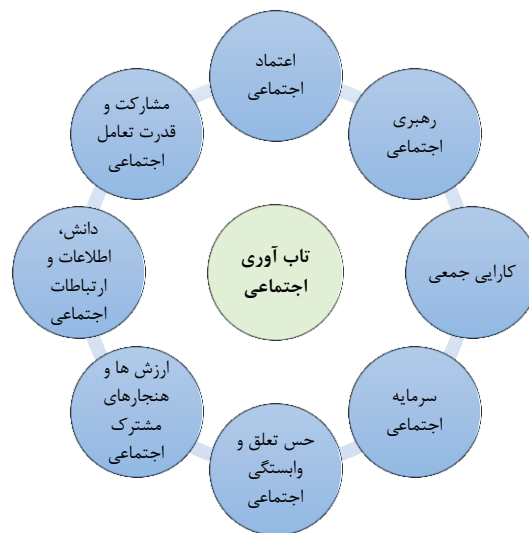 اعتماد
اجتماعی
رهبری
اجتماعی
کارایی جمعی
سرمایه
اجتماعی
حس تعلق و
وابستگی
اجتماعی
ارزش ها و
هنجارهای
مشترک
اجتماعی
دانش،
اطلاعات و
ارتباطات
اجتماعی
مشارکت و
قدرت تعامل
اجتماعی
تاب آوری
اجتماعی